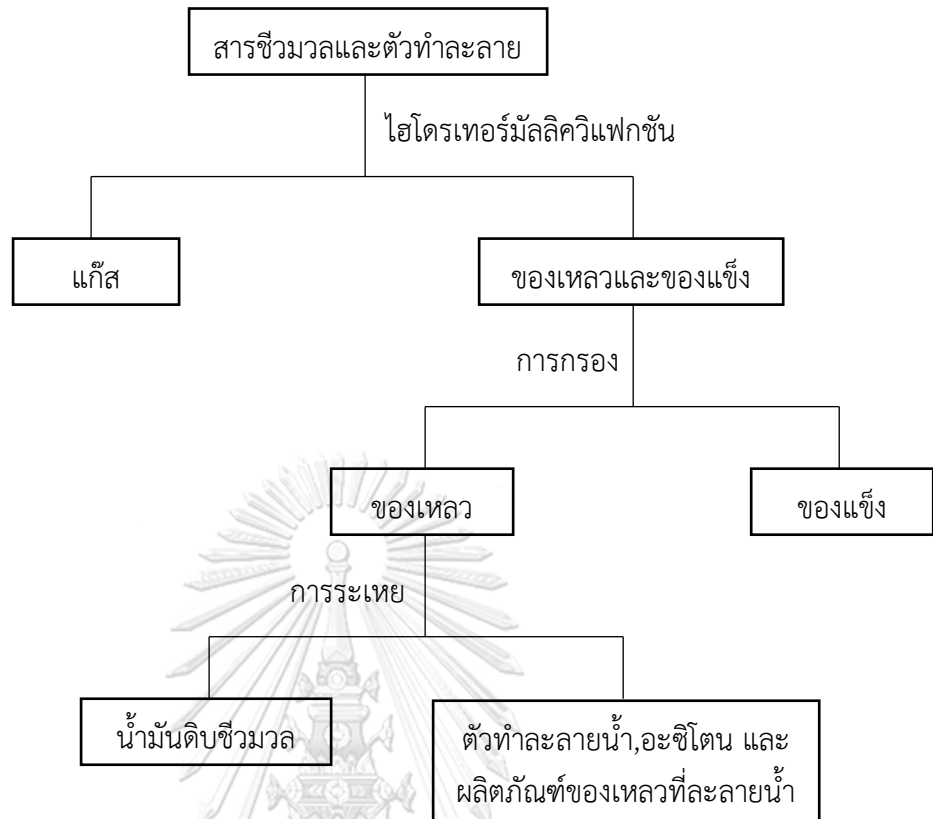 สารชีวมวลและตัวทำละลาย
ไฮโดรเทอร์มัลลิควิแฟกชัน
แก๊ส
ของเหลวและของแข็ง
การกรอง
ของเหลว
ของแข็ง
การระเหย
น้ำมันดิบชีวมวล
ตัวทำละลายน้ำ,อะซิโตน และ
ผลิตภัณฑ์ของเหลวที่ละลายน้ำ